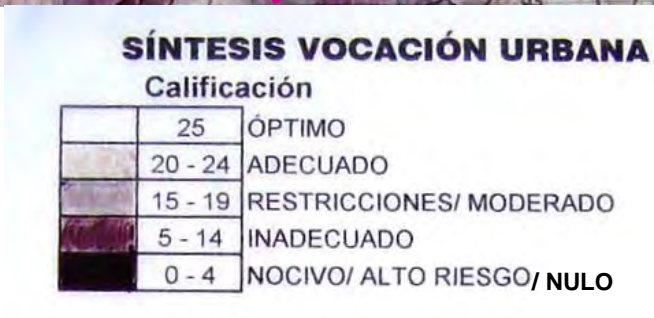 SÍNTESIS VOCACIÓN URBANA
Calificación
25 ÓPTIMO
20 - 24 ADECUADO
15 - 19 RESTRICCIONES/ MODERADO
5 - 14 INADECUADO
0 - 4 NOCIVO/ ALTO RIESGO/ NULO